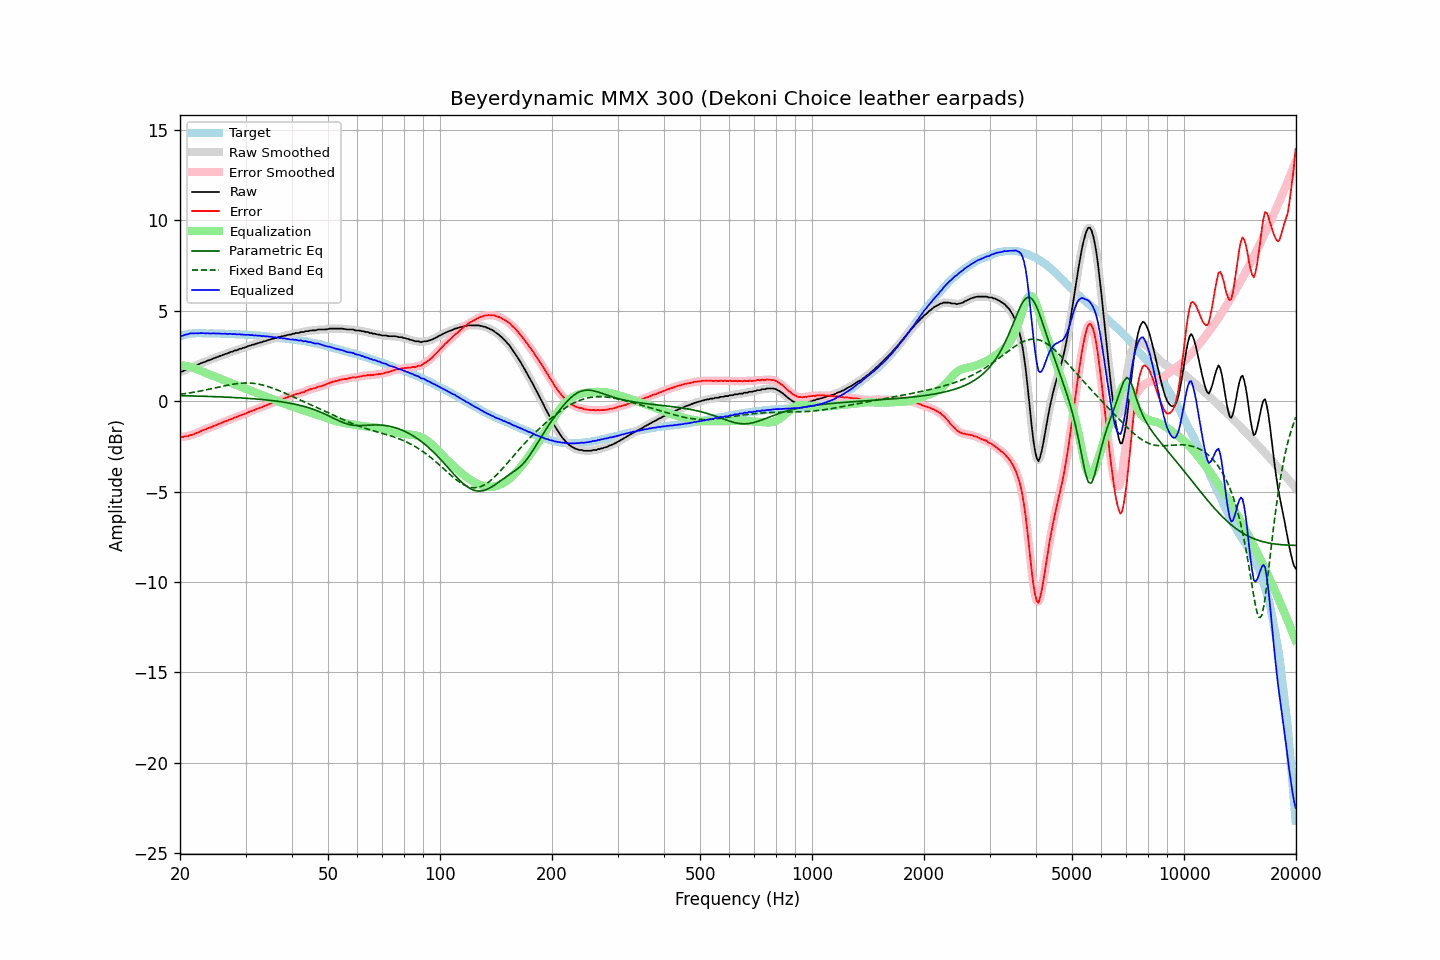 Beyerdynamic MMX 300 (Dekoni Choice leather earpads)
Target
Raw Smoothed
Error Smoothed
Raw
Error
Equalization
Parametric Eq
Fixed Band Eq
Equalized
15
10
5
0
−5
−10
−15
−20
−25
Amplitude (dBr)
20
50
100
200
500
1000
2000
5000
10000
20000
Frequency (Hz)